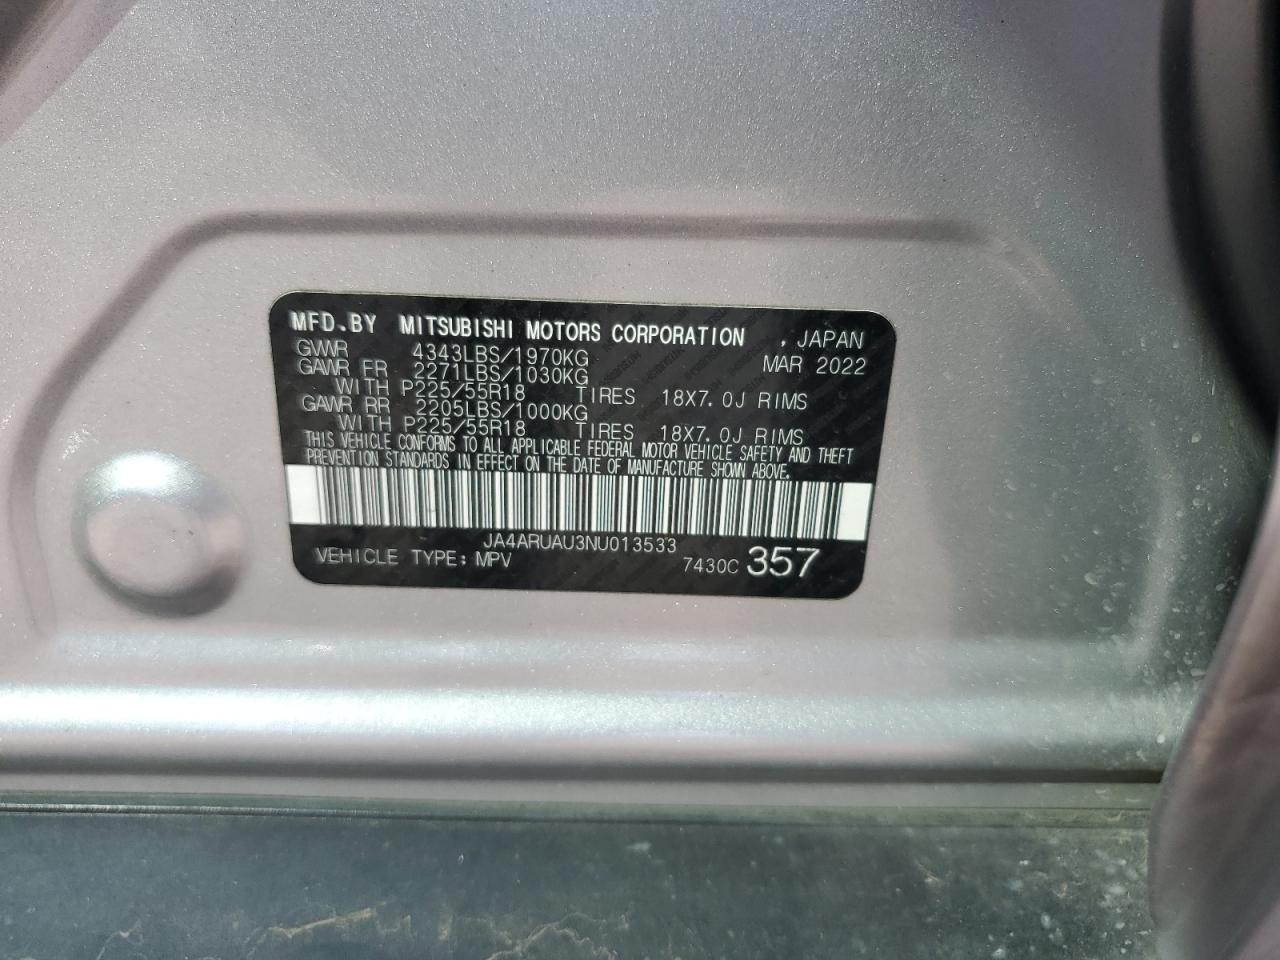 MFD.BY MITSUBISHI MOTORS CORPORATION , JAPAN
GVWR 4343LBS/1970KG MAR 2022
GAWR FR 2271LBS/1030KG
WITH P225/55R18 TIRES 18X7.0J RIMS
GAWR RR 2205LBS/1000KG
WITH P225/55R18 TIRES 18X7.0J RIMS
THIS VEHICLE CONFORMS TO ALL APPLICABLE FEDERAL MOTOR VEHICLE SAFETY AND THEFT
PREVENTION STANDARDS IN EFFECT ON THE DATE OF MANUFACTURE SHOWN ABOVE.
JA4ARUAU3NU013533
VEHICLE TYPE: MPV 7430C 357